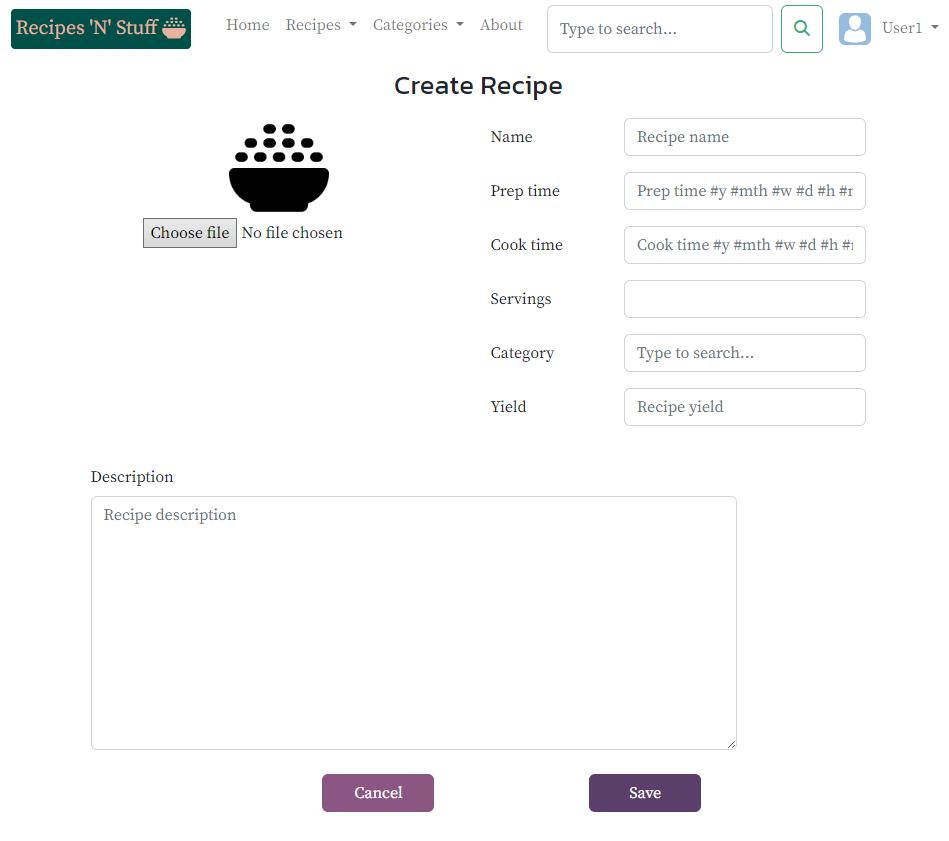 Recipes 'N' Stuff Home Recipes Categories About Type to search... User1
Create Recipe
Choose file No file chosen
Name Recipe name
Prep time Prep time #y #mth #w #d #h
Cook time Cook time #y #mth #w #d #h
Servings
Category Type to search...
Yield Recipe yield
Description
Recipe description
Cancel Save